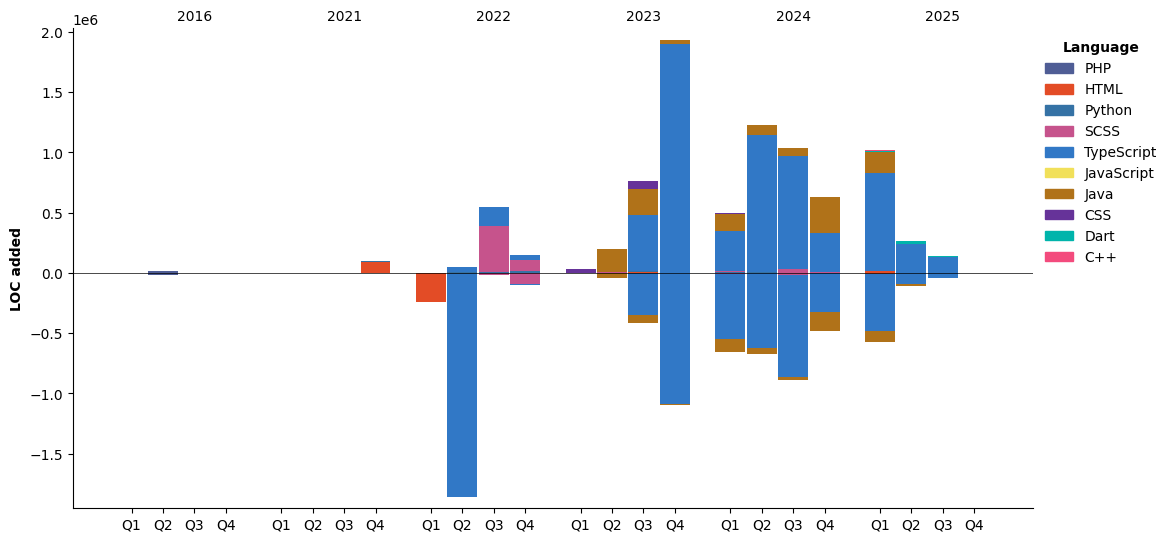 1e6
2016 2021 2022 2023 2024 2025
LOC added
2.0
1.5
1.0
0.5
0.0
−0.5
−1.0
−1.5
Q1 Q2 Q3 Q4 Q1 Q2 Q3 Q4 Q1 Q2 Q3 Q4 Q1 Q2 Q3 Q4 Q1 Q2 Q3 Q4 Q1 Q2 Q3 Q4
Language
PHP
HTML
Python
SCSS
TypeScript
JavaScript
Java
CSS
Dart
C++